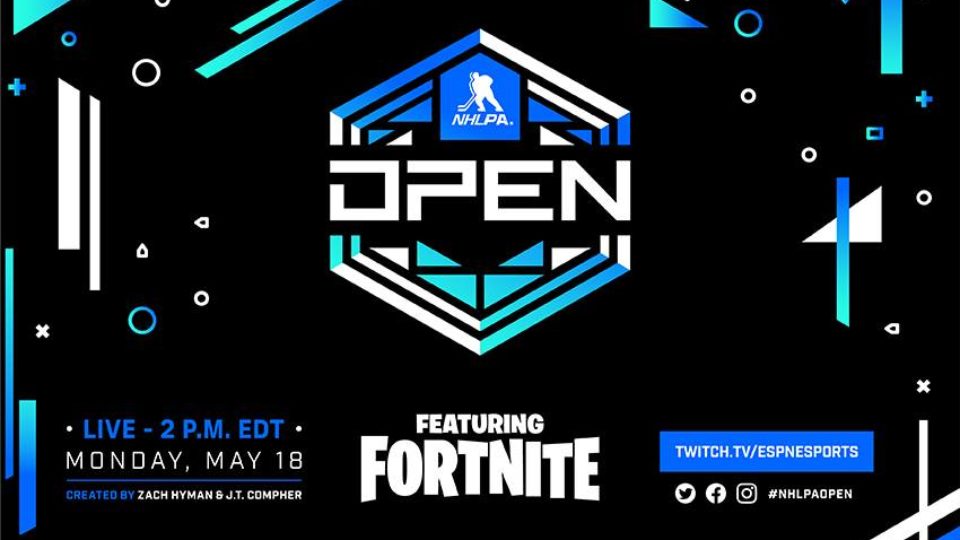 NHLPA
OPEN
• LIVE - 2 P.M. EDT •
MONDAY, MAY 18
CREATED BY ZACH HYMAN & J.T. COMPHER
FEATURING
FORTNITE
TWITCH.TV/ESPNESPORTS
#NHLPAOPEN